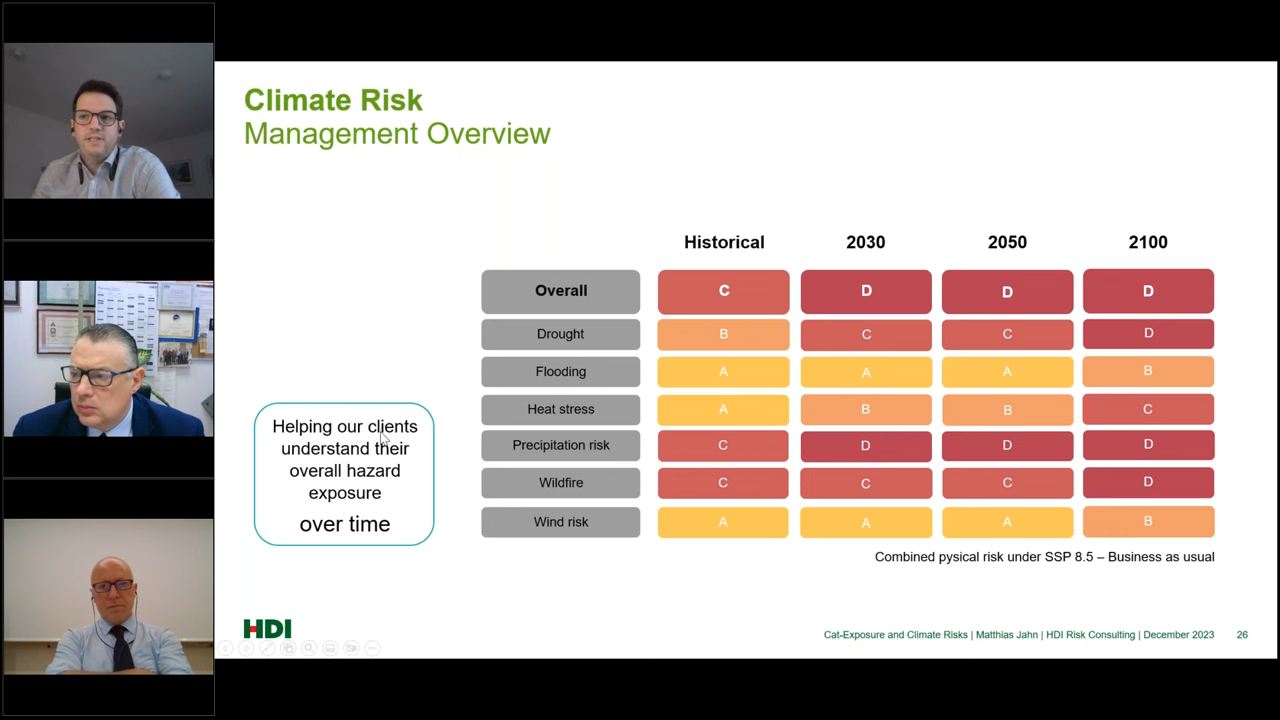 Climate Risk
Management Overview
Historical 2030 2050 2100
Overall C D D D
Drought B C C D
Flooding A A A B
Heat stress A B B C
Precipitation risk C D D D
Wildfire C C C D
Wind risk A A A B
Helping our clients
understand their
overall hazard
exposure
over time
Combined pysical risk under SSP 8.5 – Business as usual
HDI
Cat-Exposure and Climate Risks | Matthias Jahn | HDI Risk Consulting | December 2023 26